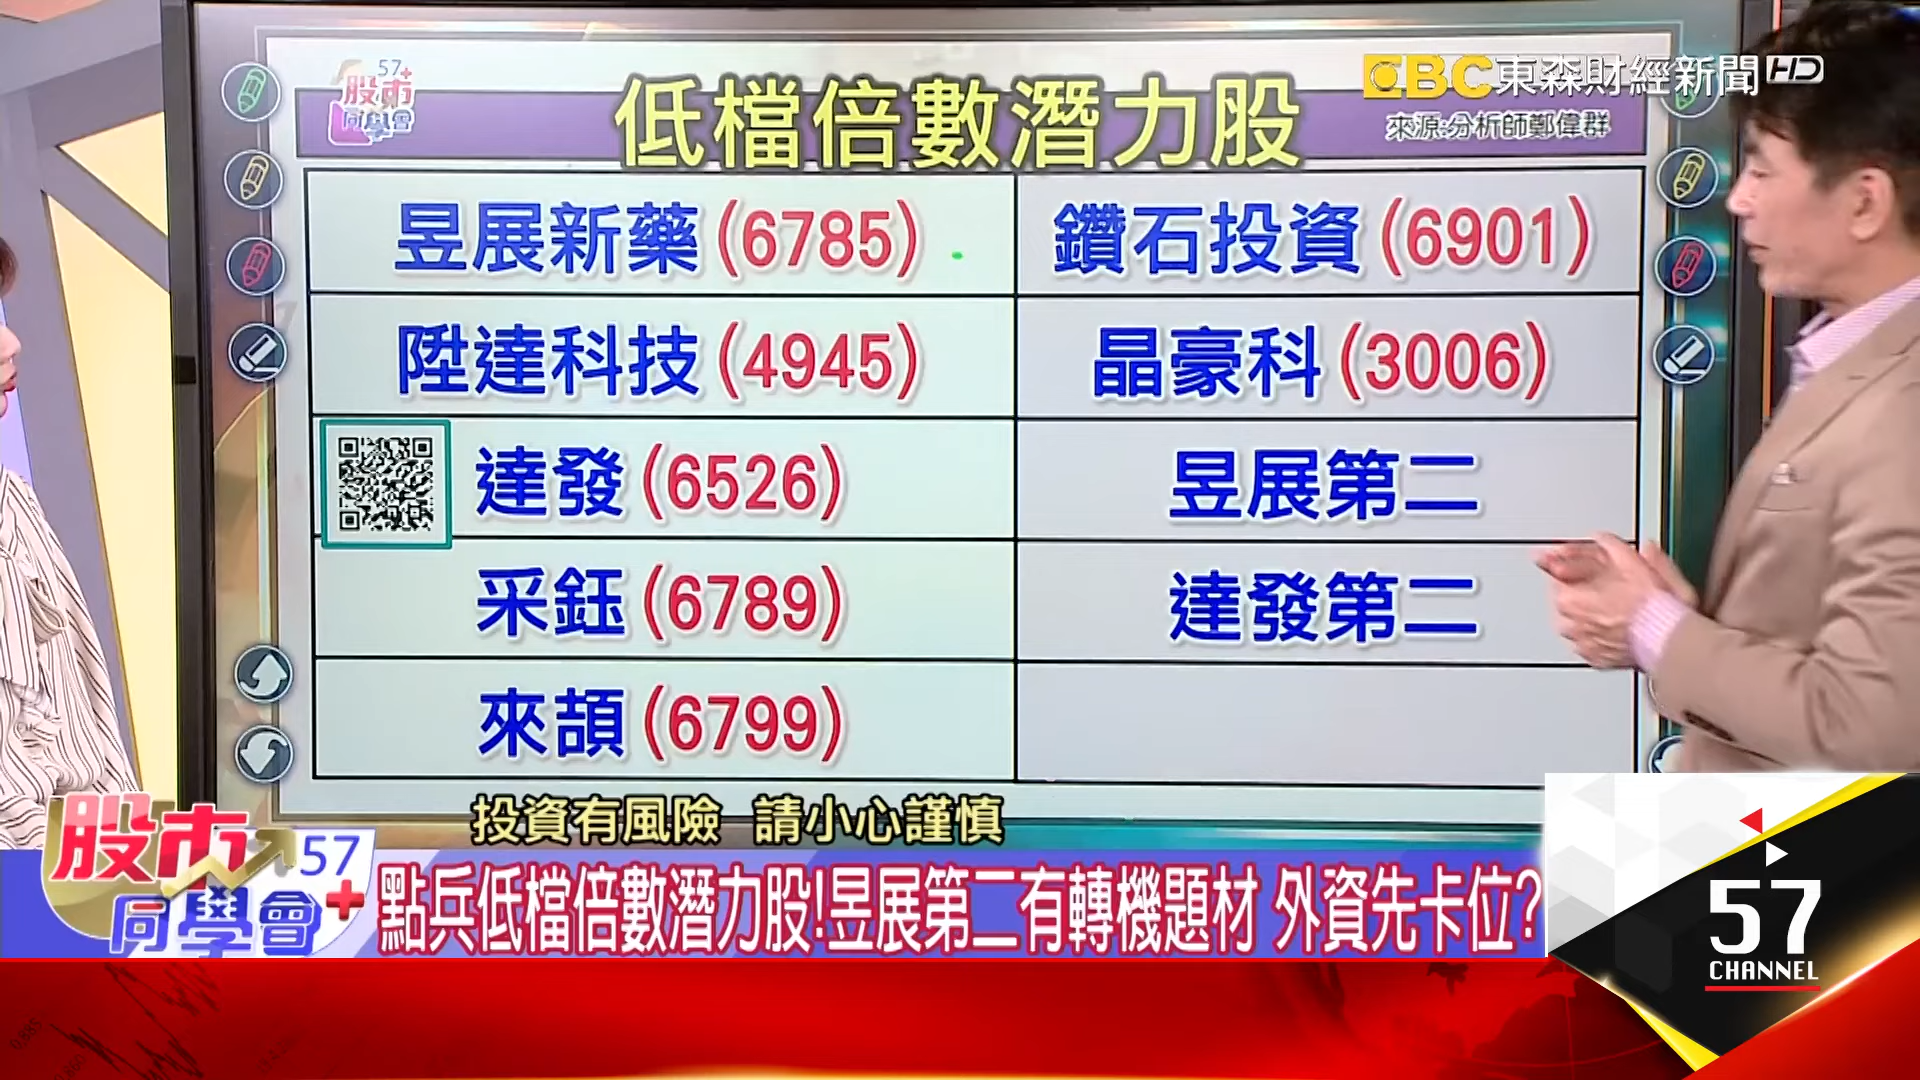 57+
股市
同學會
低檔倍數潛力股
EBC東森財經新聞HD
來源:分析師鄭偉群
昱展新藥(6785)
鑽石投資(6901)
陞達科技(4945)
晶豪科(3006)
達發(6526)
昱展第二
采鈺(6789)
達發第二
來頡(6799)
投資有風險 請小心謹慎
股市
57
同學會+
點兵低檔倍數潛力股!昱展第二有轉機題材 外資先卡位?
57
CHANNEL